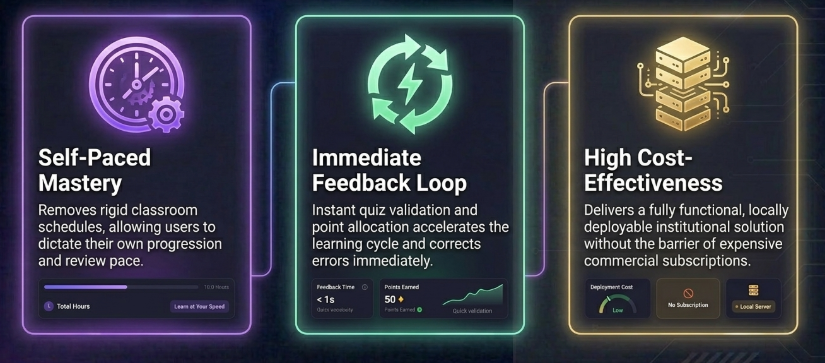 Self-Paced
Mastery
Removes rigid classroom
schedules, allowing users to
dictate their own progression
and review pace.
Total Hours
Learn at Your Speed
Immediate
Feedback Loop
Instant quiz validation and
point allocation accelerates the
learning cycle and corrects
errors immediately.
Feedback Time
< 1s
Points Earned
50
Points Earned
Quick validation
High Cost-
Effectiveness
Delivers a fully functional, locally
deployable institutional solution
without the barrier of expensive
commercial subscriptions.
Deployment Cost
Low
No Subscription
Local Server